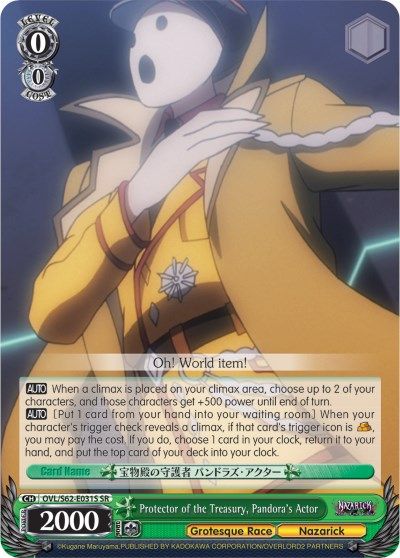 LEVEL
0
0
COST
Oh! World item!
AUTO When a climax is placed on your climax area, choose up to 2 of your
characters, and those characters get +500 power until end of turn.
AUTO [Put 1 card from your hand into your waiting room] When your
character's trigger check reveals a climax, if that card's trigger icon is
you may pay the cost. If you do, choose 1 card in your clock, return it to your
hand, and put the top card of your deck into your clock.
Card Name 宝物殿の守護者 パンドラズ・アクター
CH OVL/S62-E031S SR
2000
Protector of the Treasury, Pandora's Actor
NAZARICK
Grotesque Race Nazarick
©Kugane Maruyama,PUBLISHED BY KADOKAWA CORPORATION/OVERLORD2 PARTNERS